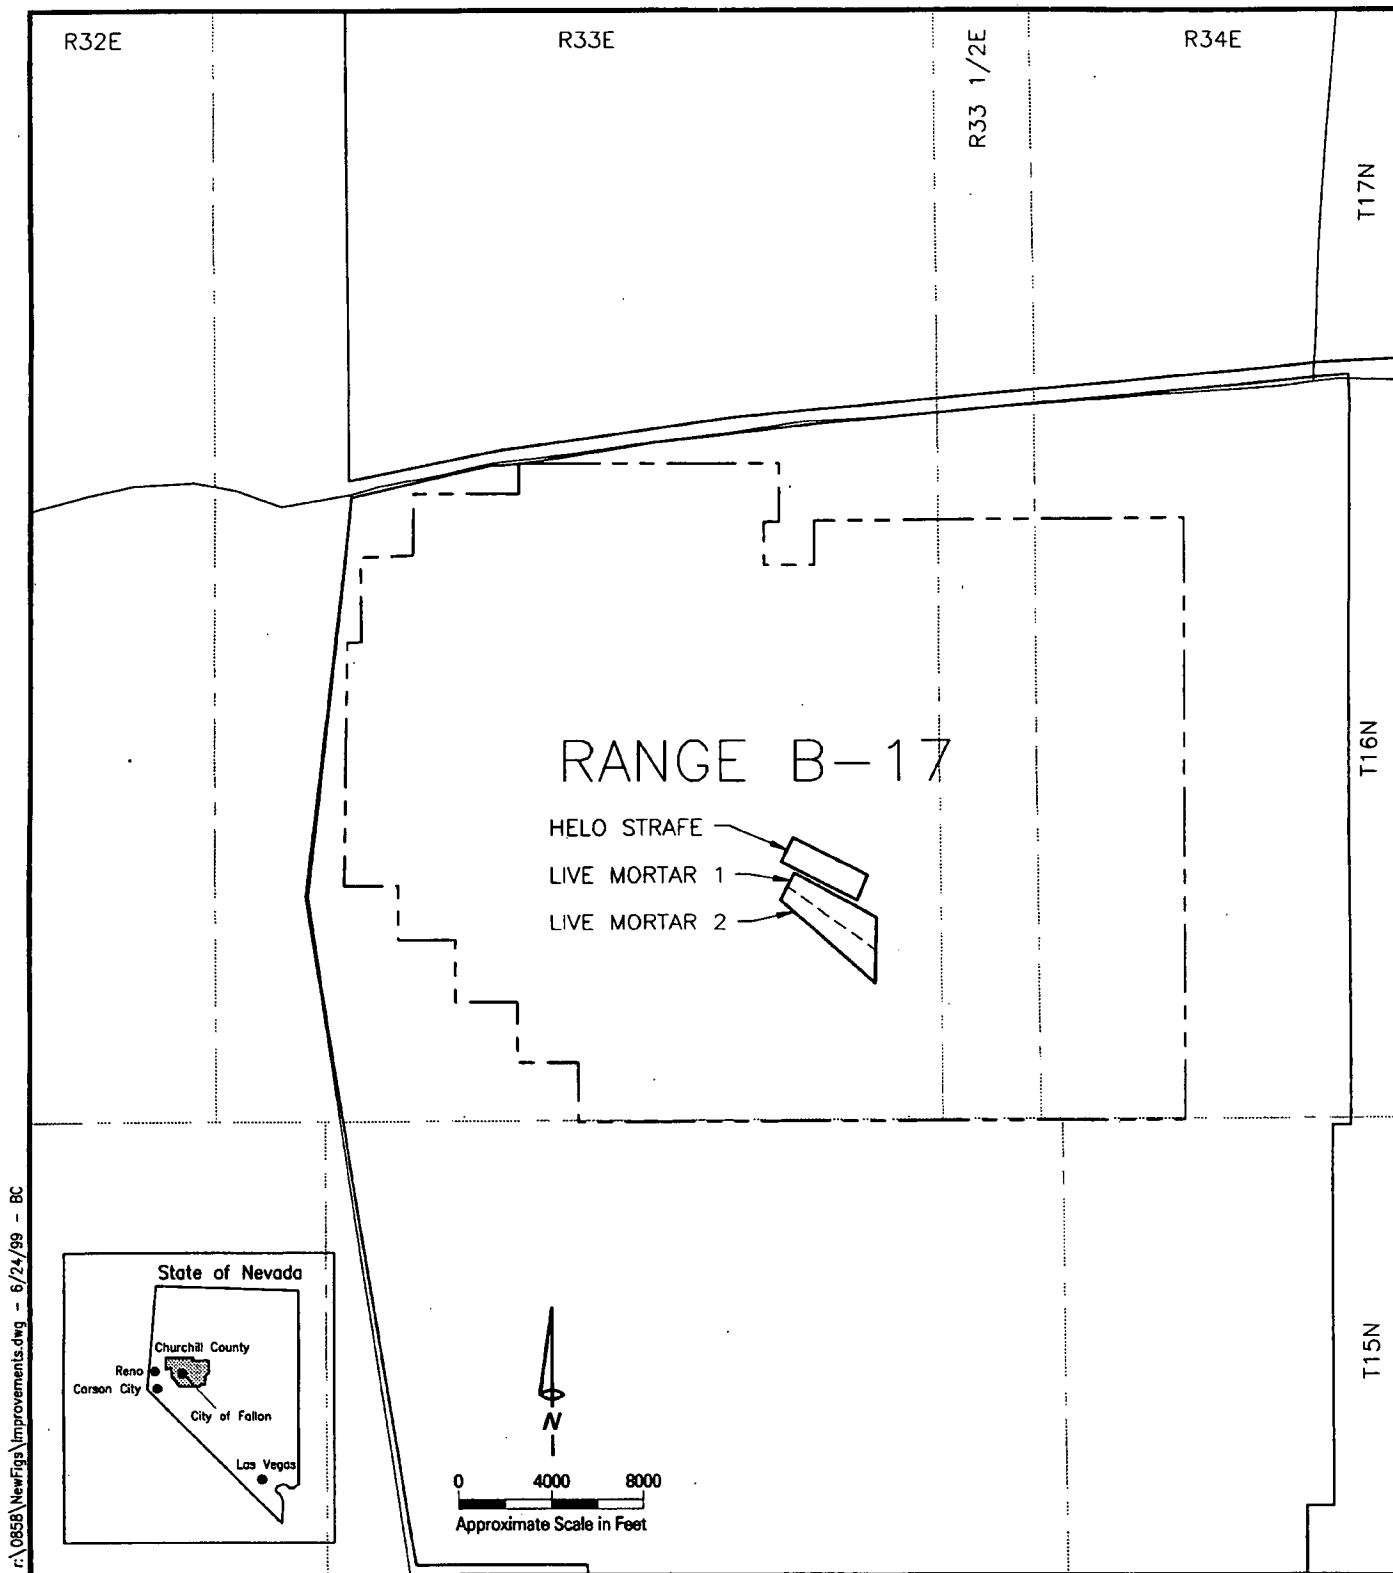 R32E
R33E
R33 1/2E
R34E
T17N
T16N
RANGE B-17
HELO STRAFE
LIVE MORTAR 1
LIVE MORTAR 2
T15N
State of Nevada
Churchill County
Reno
Carson City
City of Fallon
Las Vegas
N
0 4000 8000
Approximate Scale in Feet
r:\0858\NewFigs\Improvements.dwg - 6/24/99 - BC